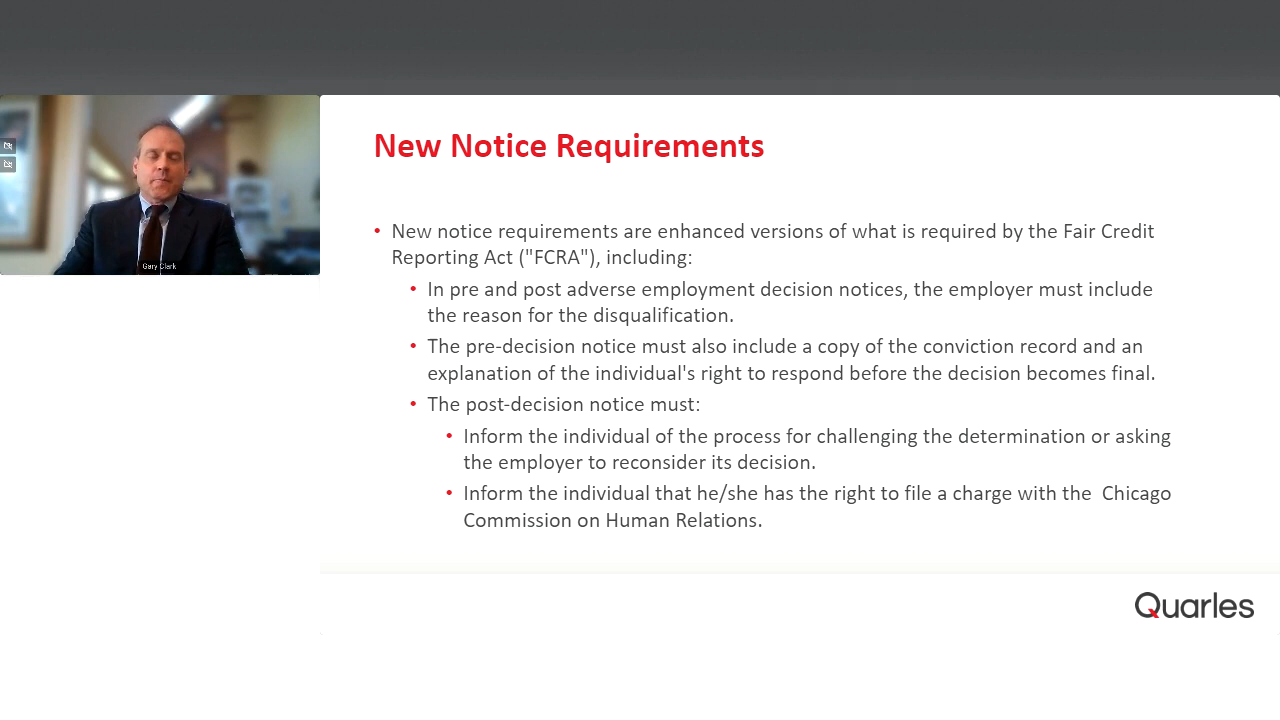 Gary Clark
New Notice Requirements
• New notice requirements are enhanced versions of what is required by the Fair Credit
Reporting Act ("FCRA"), including:
• In pre and post adverse employment decision notices, the employer must include
the reason for the disqualification.
• The pre-decision notice must also include a copy of the conviction record and an
explanation of the individual's right to respond before the decision becomes final.
• The post-decision notice must:
• Inform the individual of the process for challenging the determination or asking
the employer to reconsider its decision.
• Inform the individual that he/she has the right to file a charge with the  Chicago
Commission on Human Relations.
Quarles